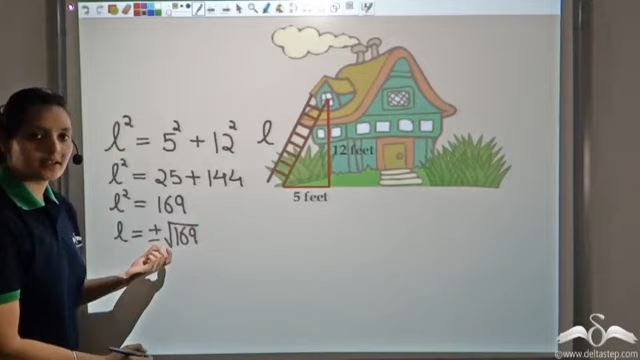 l² = 5² + 12²
l
12 feet
l² = 25 + 144
l² = 169
5 feet
l = ±√169
©www.deltastep.com